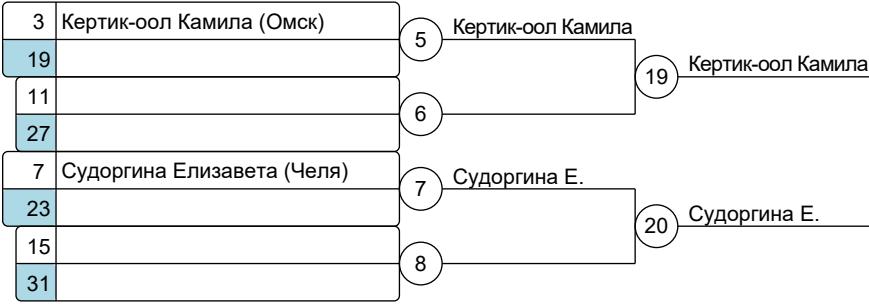 3 Кертик-оол Камила (Омск)
19
5 Кертик-оол Камила
19 Кертик-оол Камила
11
27
6
7 Судоргина Елизавета (Челя)
23
7 Судоргина Е.
20 Судоргина Е.
15
31
8